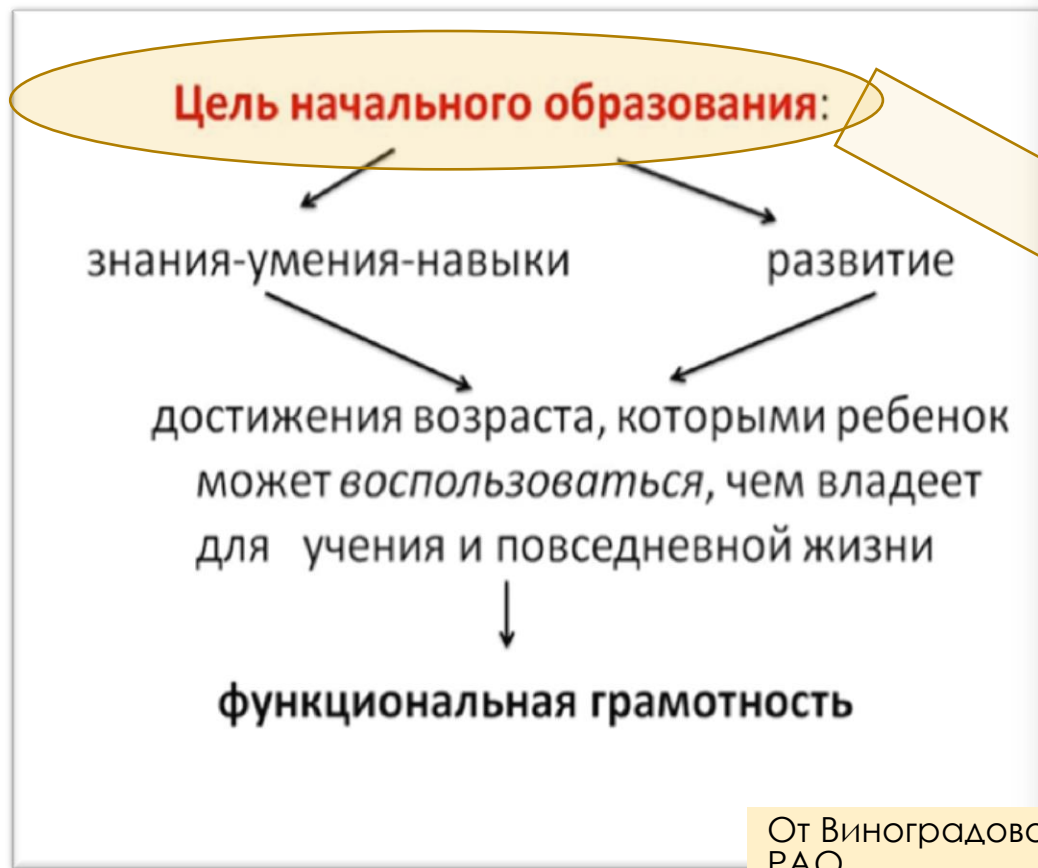 Цель начального образования:
знания-умения-навыки развитие
достижения возраста, которыми ребенок
может воспользоваться, чем владеет
для учения и повседневной жизни
функциональная грамотность
От
РАО